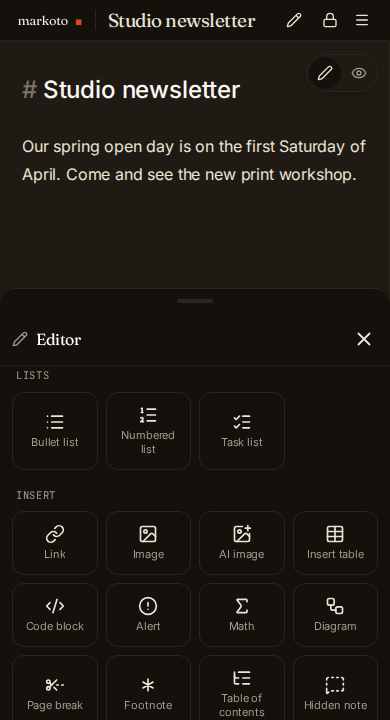 markoto
Studio newsletter
# Studio newsletter
Our spring open day is on the first Saturday of
April. Come and see the new print workshop.
Editor
LISTS
Bullet list
Numbered
list
Task list
INSERT
Link
Image
AI image
Insert table
Code block
Alert
Math
Diagram
Page break
Footnote
Table of
contents
Hidden note